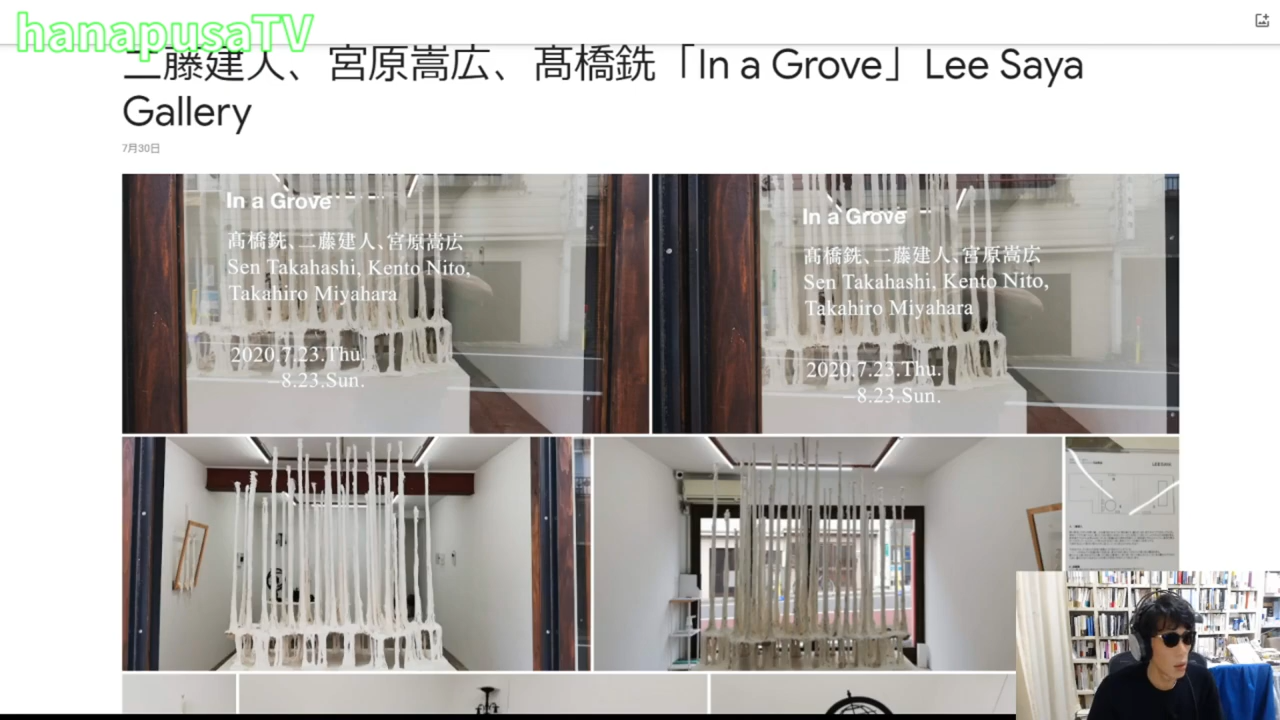 hanapusaTV
二藤建人、宮原嵩広、髙橋銑「In a Grove」Lee Saya
Gallery
7月30日
In a Grove
髙橋銑、二藤建人、宮原嵩広
Sen Takahashi, Kento Nito,
Takahiro Miyahara
2020.7.23.Thu.
—8.23.Sun.
In a Grove
髙橋銑、二藤建人、宮原嵩広
Sen Takahashi, Kento Nito,
Takahiro Miyahara
2020.7.23.Thu.
—8.23.Sun.
LEESAYA